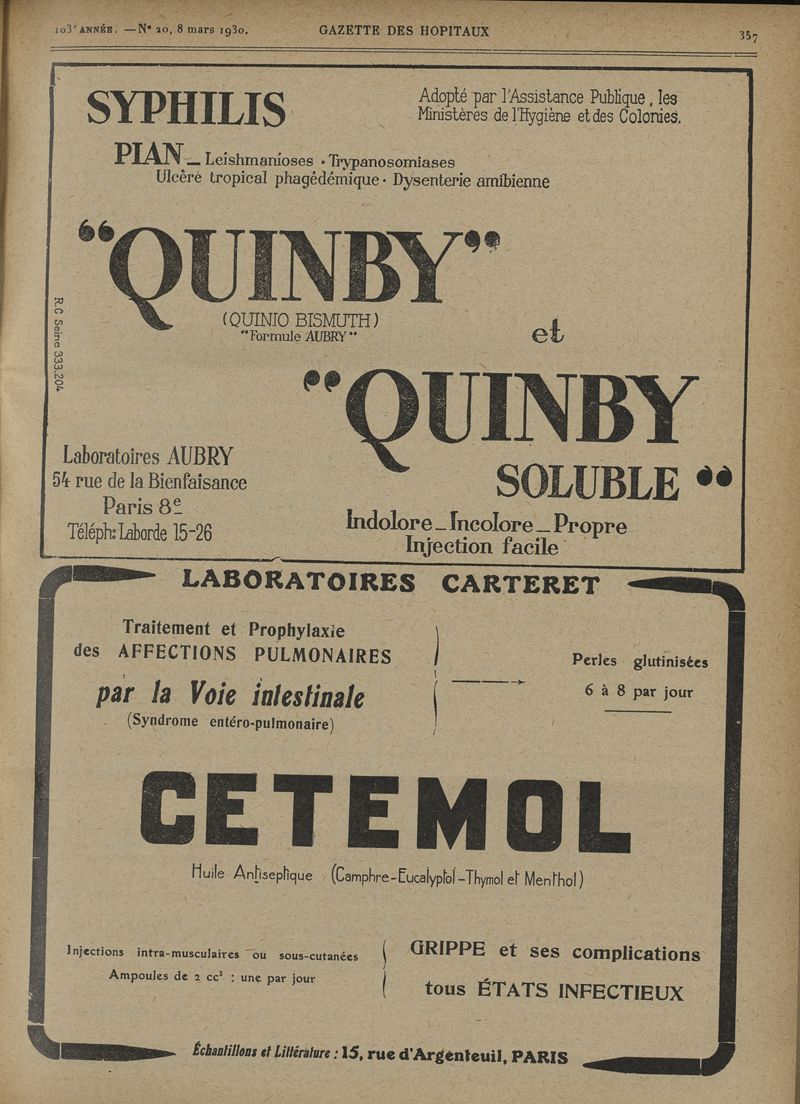 103e ANNÉE. — No 20, 8 mars 1930. GAZETTE DES HOPITAUX 357
SYPHILIS
Adopté par l'Assistance Publique, les
Ministères de l'Hygiène et des Colonies.
PIAN — Leishmanioses • Trypanosomiases
Ulcère tropical phagédémique • Dysenterie amibienne
“QUINBY”
(QUINIO BISMUTH)
"Formule AUBRY"
et
"QUINBY
SOLUBLE "
R.C Seine 333.204
Laboratoires AUBRY
54 rue de la Bienfaisance
Paris 8e
Téléph: Laborde 15-26
Indolore — Incolore — Propre
Injection facile
LABORATOIRES CARTERET
Traitement et Prophylaxie
des AFFECTIONS PULMONAIRES
par la Voie intestinale
(Syndrome entéro-pulmonaire)
Perles glutinisées
6 à 8 par jour
CETEMOL
Huile Antiseptique (Camphre-Eucalyptol-Thymol et Menthol)
Injections intra-musculaires ou sous-cutanées
Ampoules de 2 cc³ : une par jour
GRIPPE et ses complications
tous ÉTATS INFECTIEUX
Échantillons et Littérature : 15, rue d'Argenteuil, PARIS